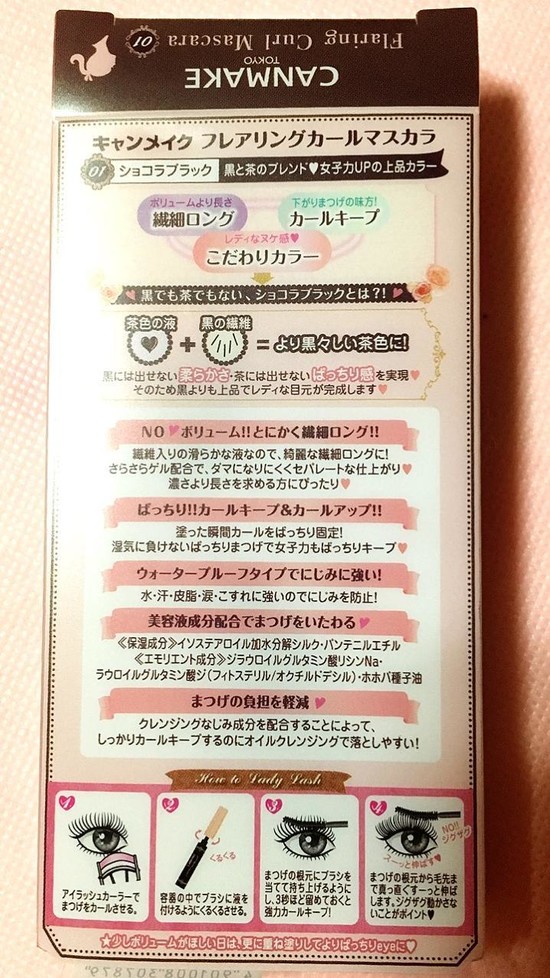 CANMAKE
TOKYO
Flaring Curl Mascara
01
キャンメイク フレアリングカールマスカラ
01 ショコラブラック 黒と茶のブレンド♥女子力UPの上品カラー
ボリュームより長さ
繊細ロング
下がりまつげの味方!
カールキープ
レディなヌケ感♥
こだわりカラー
♥黒でも茶でもない、ショコラブラックとは?!♥
茶色の液 黒の繊維
+ = より黒々しい茶色に!
黒には出せない柔らかさ・茶には出せないぱっちり感を実現♥
そのため黒よりも上品でレディな目元が完成します♥
NO♥ボリューム!!とにかく繊細ロング!!
繊維入りの滑らかな液なので、綺麗な繊細ロングに!
さらさらゲル配合で、ダマになりにくくセパレートな仕上がり♥
濃さより長さを求める方にぴったり♥
ぱっちり!!カールキープ&カールアップ!!
塗った瞬間カールをばっちり固定!
湿気に負けないぱっちりまつげで女子力もばっちりキープ♥
ウォータープルーフタイプでにじみに強い!
水・汗・皮脂・涙・こすれに強いのでにじみを防止!
美容液成分配合でまつげをいたわる♥
≪保湿成分≫イソステアロイル加水分解シルク・パンテニルエチル
≪エモリエント成分≫ジラウロイルグルタミン酸リシンNa・
ラウロイルグルタミン酸ジ(フィトステリル/オクチルドデシル)・ホホバ種子油
まつげの負担を軽減♥
クレンジングなじみ成分を配合することによって、
しっかりカールキープするのにオイルクレンジングで落としやすい!
How to Lady Lash
1
アイラッシュカーラーで
まつげをカールさせる。
2
くるくる
容器の中でブラシに液を
付けるようにくるくるさせる。
3
まつげの根元にブラシを
当てて持ち上げるように
し、3秒ほど留めておくと
強力カールキープ!
4
NO!!
ジグザグ
スーッと伸ばす♥
まつげの根元から毛先ま
で真っ直ぐすーっと伸ば
します。ジグザグ動かさな
いことがポイント♥
★少しボリュームがほしい日は、更に重ね塗りしてよりぱっちりeyeに♥
4 901008 307879